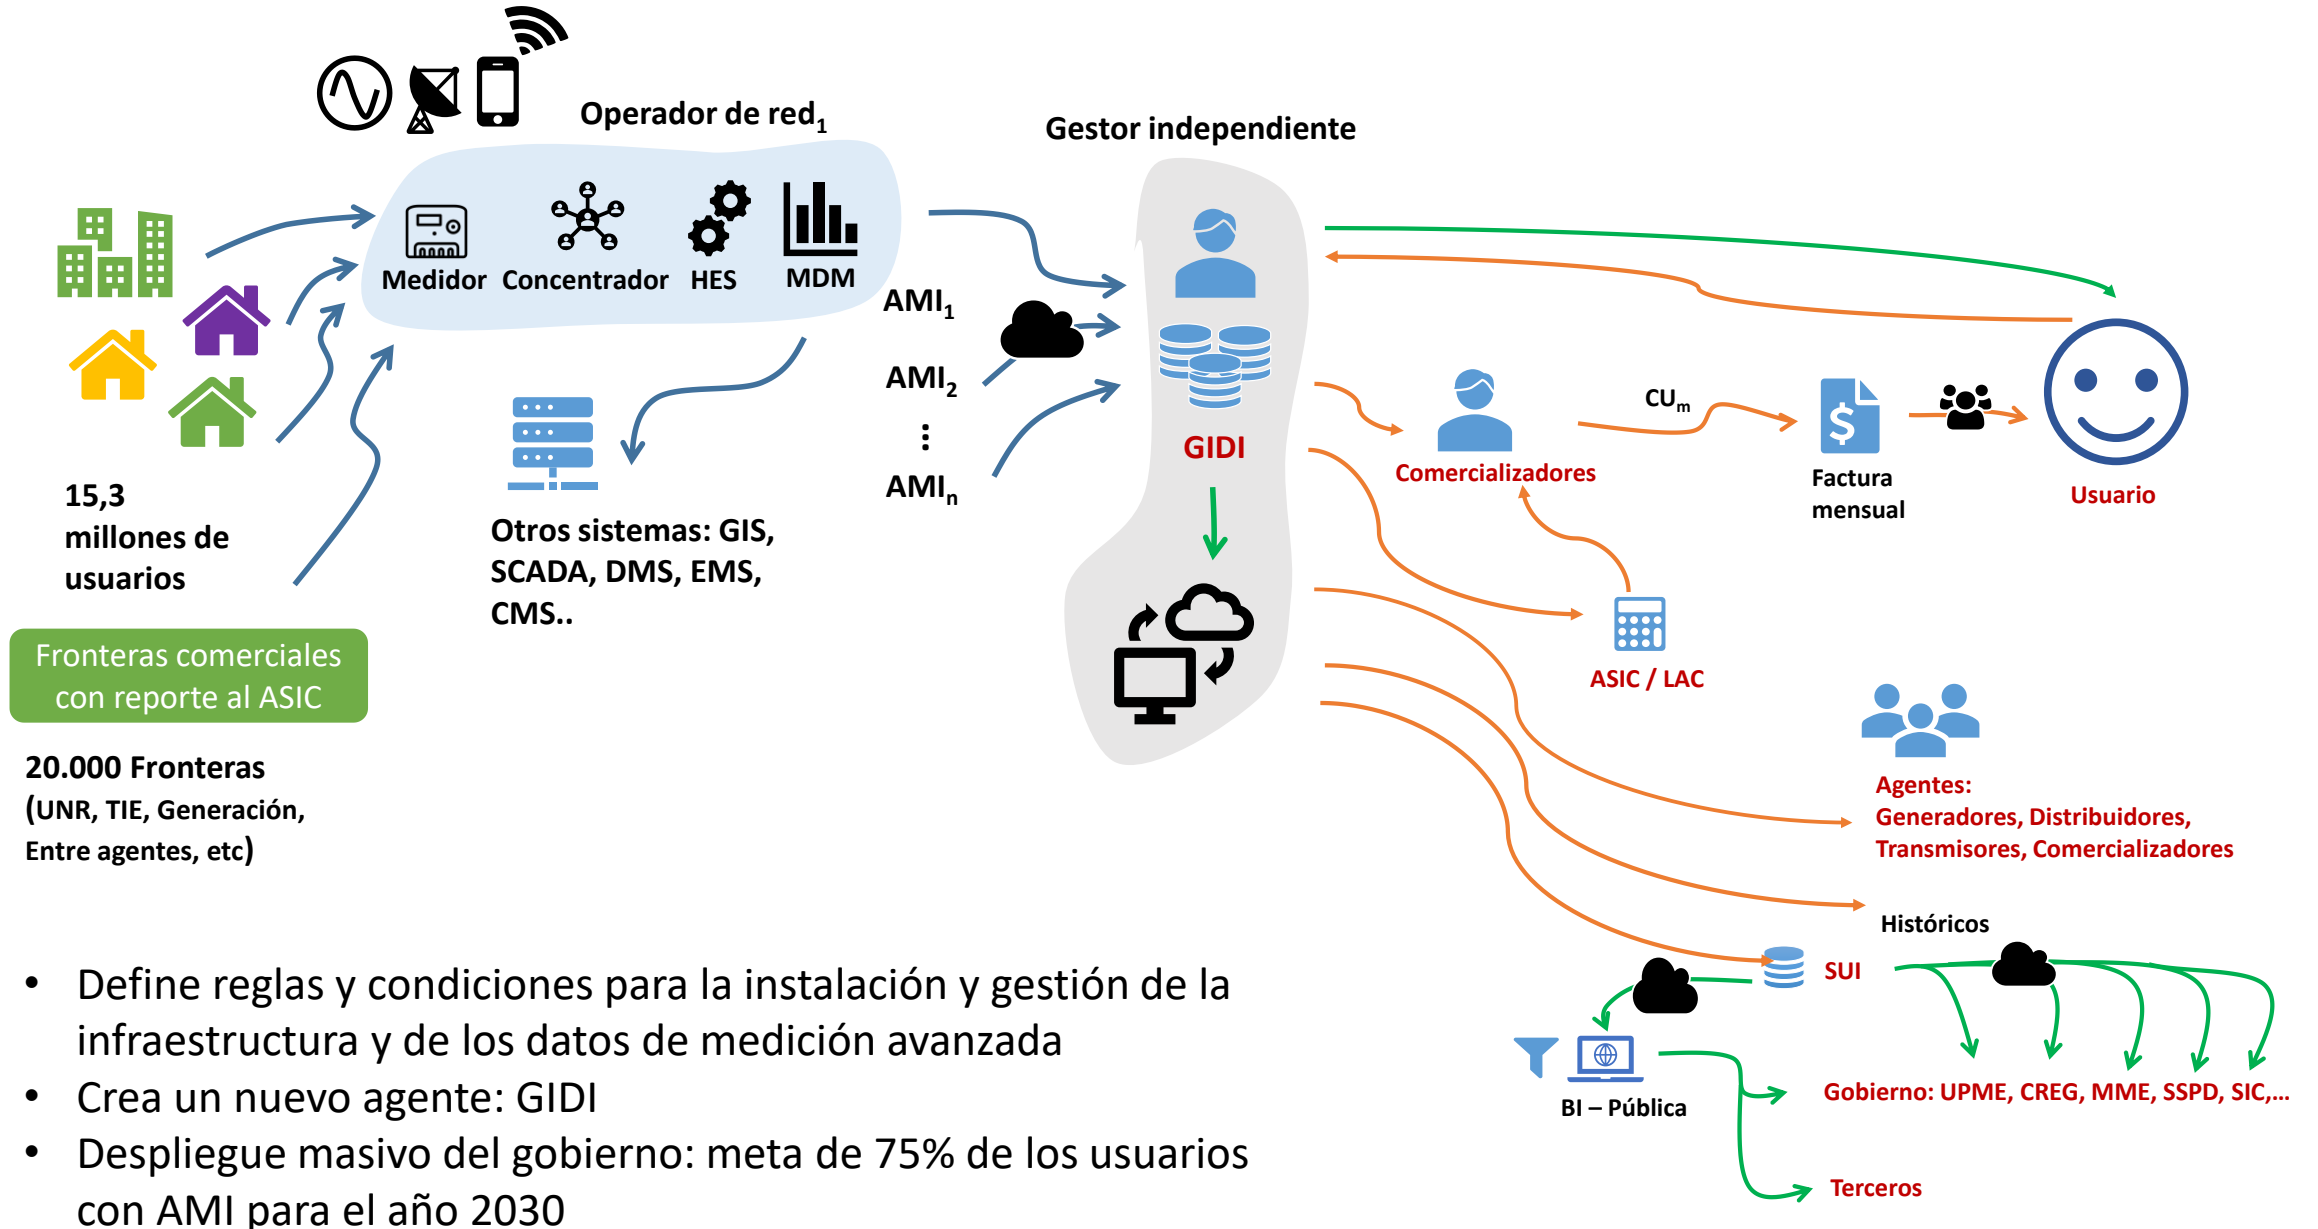 Operador de red1
Gestor independiente
Medidor
Concentrador
HES
MDM
AMI1
AMI2
⋮
AMIn
GIDI
15,3
millones de
usuarios
Otros sistemas: GIS,
SCADA, DMS, EMS,
CMS..
Fronteras comerciales
con reporte al ASIC
20.000 Fronteras
(UNR, TIE, Generación,
Entre agentes, etc)
Comercializadores
CUm
$
Factura
mensual
Usuario
ASIC / LAC
Agentes:
Generadores, Distribuidores,
Transmisores, Comercializadores
Históricos
SUI
BI – Pública
Gobierno: UPME, CREG, MME, SSPD, SIC,...
Terceros
• Define reglas y condiciones para la instalación y gestión de la
infraestructura y de los datos de medición avanzada
• Crea un nuevo agente: GIDI
• Despliegue masivo del gobierno: meta de 75% de los usuarios
con AMI para el año 2030